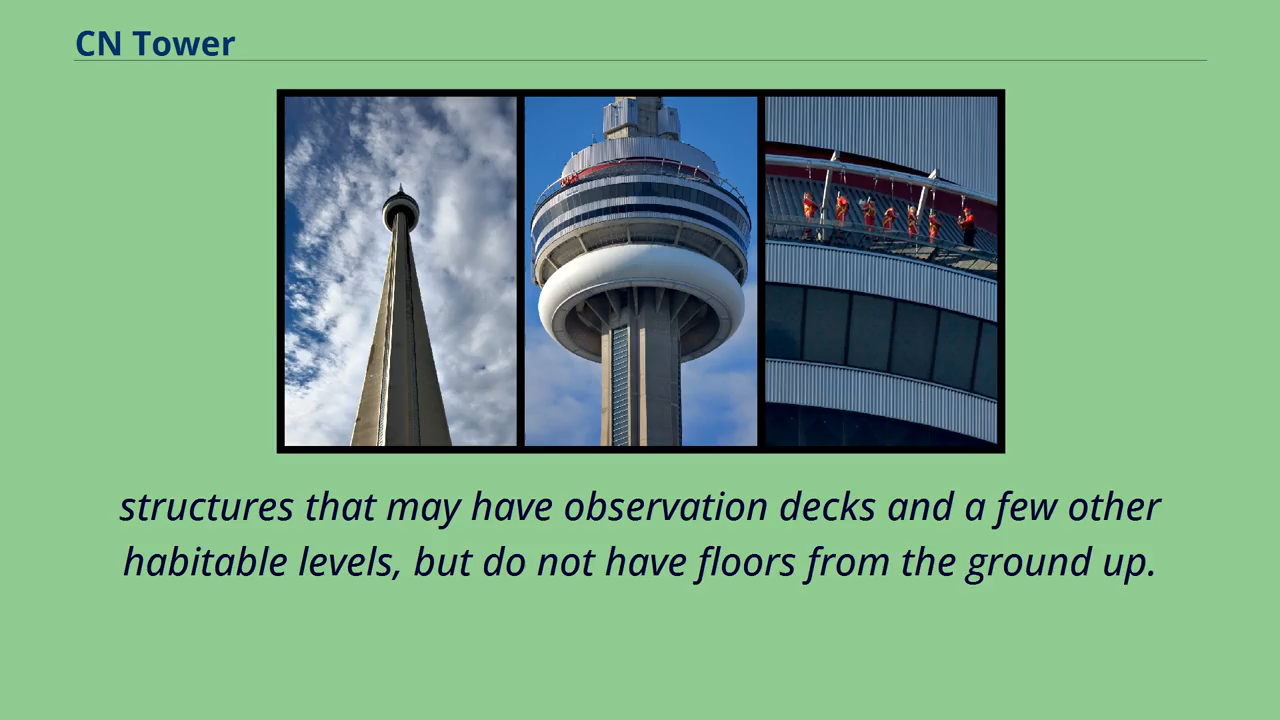 CN Tower
structures that may have observation decks and a few other
habitable levels, but do not have floors from the ground up.